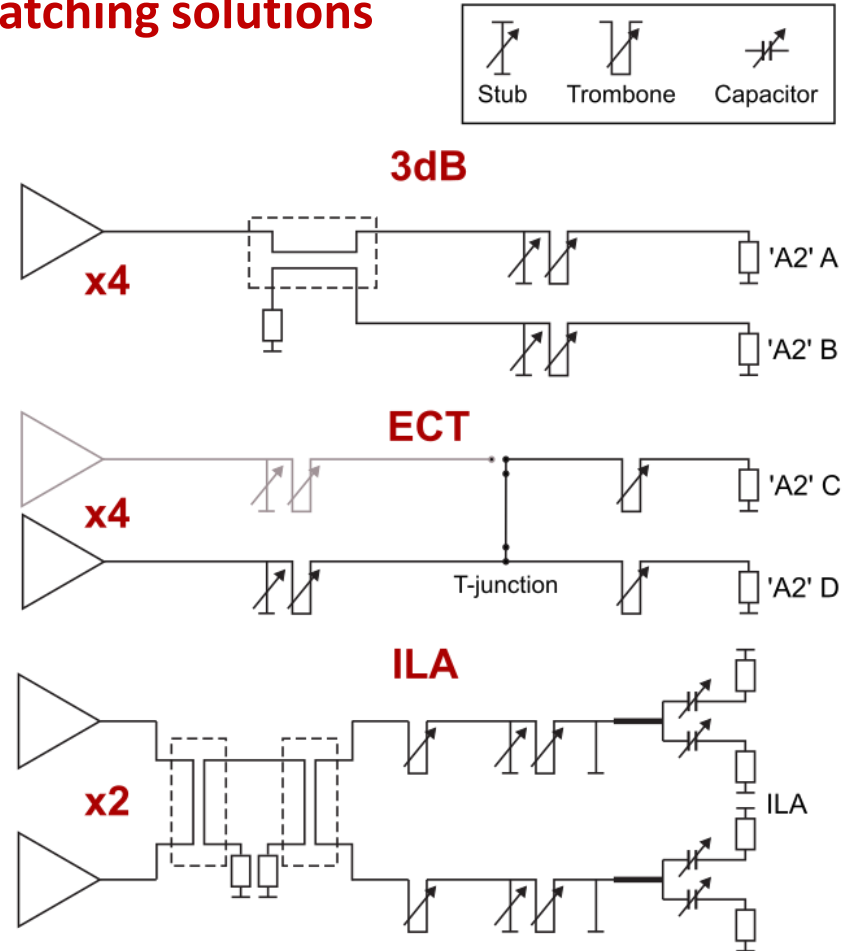 atching solutions
Stub Trombone Capacitor
3dB
x4
'A2' A
'A2' B
ECT
x4
'A2' C
T-junction
'A2' D
ILA
x2
ILA